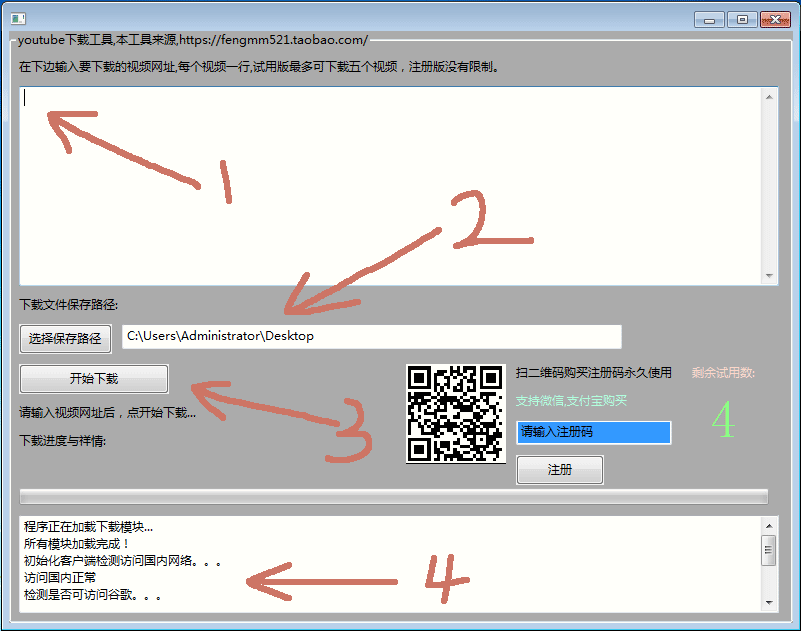 youtube下载工具,本工具来源,https://fengmm521.taobao.com/
在下边输入要下载的视频网址,每个视频一行,试用版最多可下载五个视频，注册版没有限制。
1
2
下载文件保存路径:
选择保存路径
C:\Users\Administrator\Desktop
开始下载
扫二维码购买注册码永久使用
剩余试用数:
支持微信,支付宝购买
4
请输入视频网址后，点开始下载...
3
请输入注册码
下载进度与祥情:
注册
程序正在加载下载模块...
所有模块加载完成！
初始化客户端检测访问国内网络。。。
访问国内正常
4
检测是否可访问谷歌。。。